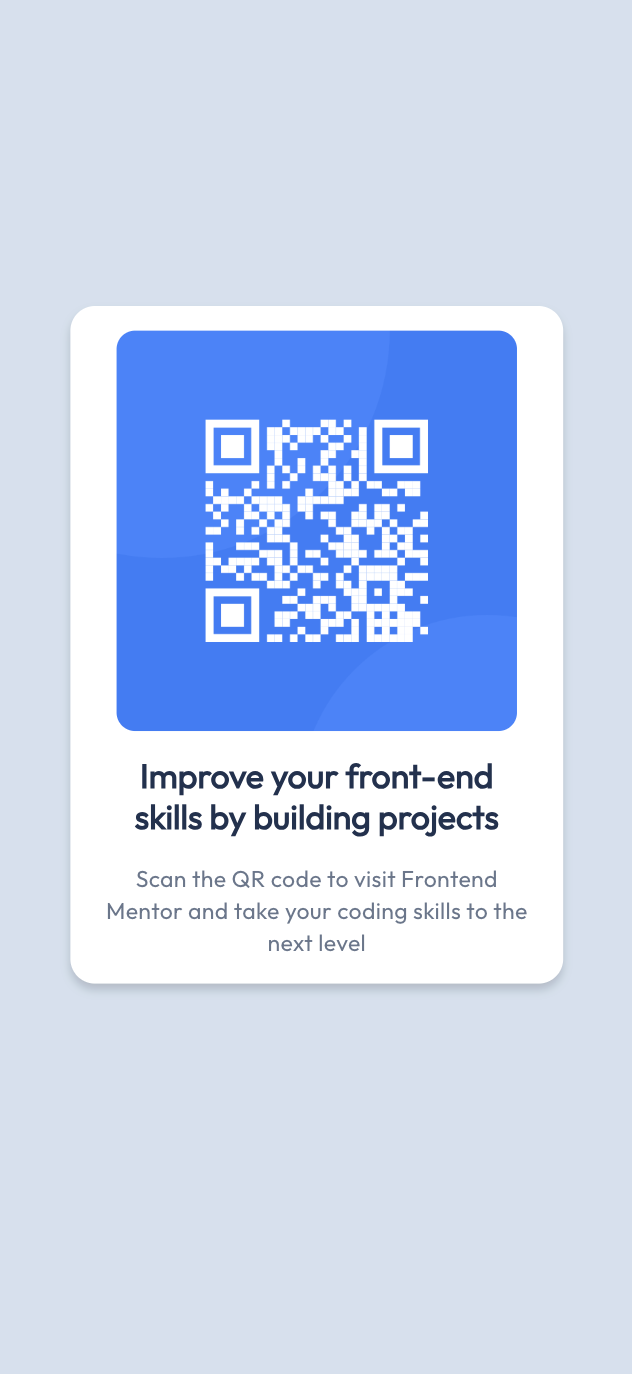 Improve your front-end
skills by building projects
Scan the QR code to visit Frontend
Mentor and take your coding skills to the
next level